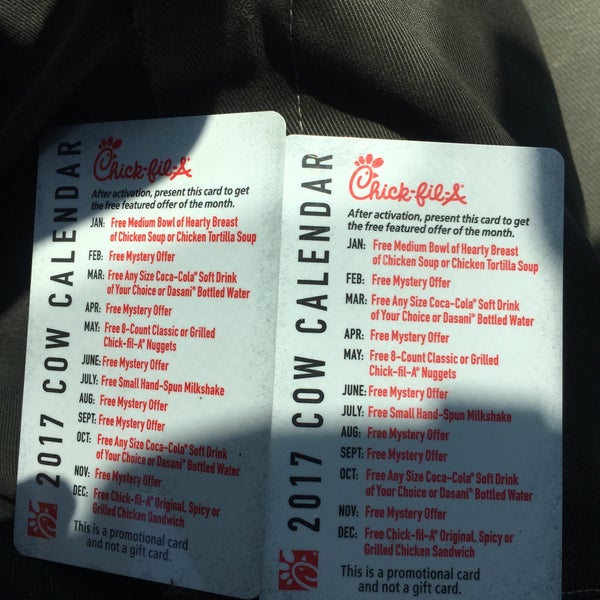 2017 COW CALENDAR
Chick-fil-A®
After activation, present this card to get
the free featured offer of the month.
JAN: Free Medium Bowl of Hearty Breast
of Chicken Soup or Chicken Tortilla Soup
FEB: Free Mystery Offer
MAR: Free Any Size Coca-Cola® Soft Drink
of Your Choice or Dasani® Bottled Water
APR: Free Mystery Offer
MAY: Free 8-Count Classic or Grilled
Chick-fil-A® Nuggets
JUNE: Free Mystery Offer
JULY: Free Small Hand-Spun Milkshake
AUG: Free Mystery Offer
SEPT: Free Mystery Offer
OCT: Free Any Size Coca-Cola® Soft Drink
of Your Choice or Dasani® Bottled Water
NOV: Free Mystery Offer
DEC: Free Chick-fil-A® Original, Spicy or
Grilled Chicken Sandwich
This is a promotional card
and not a gift card.
2017 COW CALENDAR
Chick-fil-A®
After activation, present this card to get
the free featured offer of the month.
JAN: Free Medium Bowl of Hearty Breast
of Chicken Soup or Chicken Tortilla Soup
FEB: Free Mystery Offer
MAR: Free Any Size Coca-Cola® Soft Drink
of Your Choice or Dasani® Bottled Water
APR: Free Mystery Offer
MAY: Free 8-Count Classic or Grilled
Chick-fil-A® Nuggets
JUNE: Free Mystery Offer
JULY: Free Small Hand-Spun Milkshake
AUG: Free Mystery Offer
SEPT: Free Mystery Offer
OCT: Free Any Size Coca-Cola® Soft Drink
of Your Choice or Dasani® Bottled Water
NOV: Free Mystery Offer
DEC: Free Chick-fil-A® Original, Spicy or
Grilled Chicken Sandwich
This is a promotional card
and not a gift card.